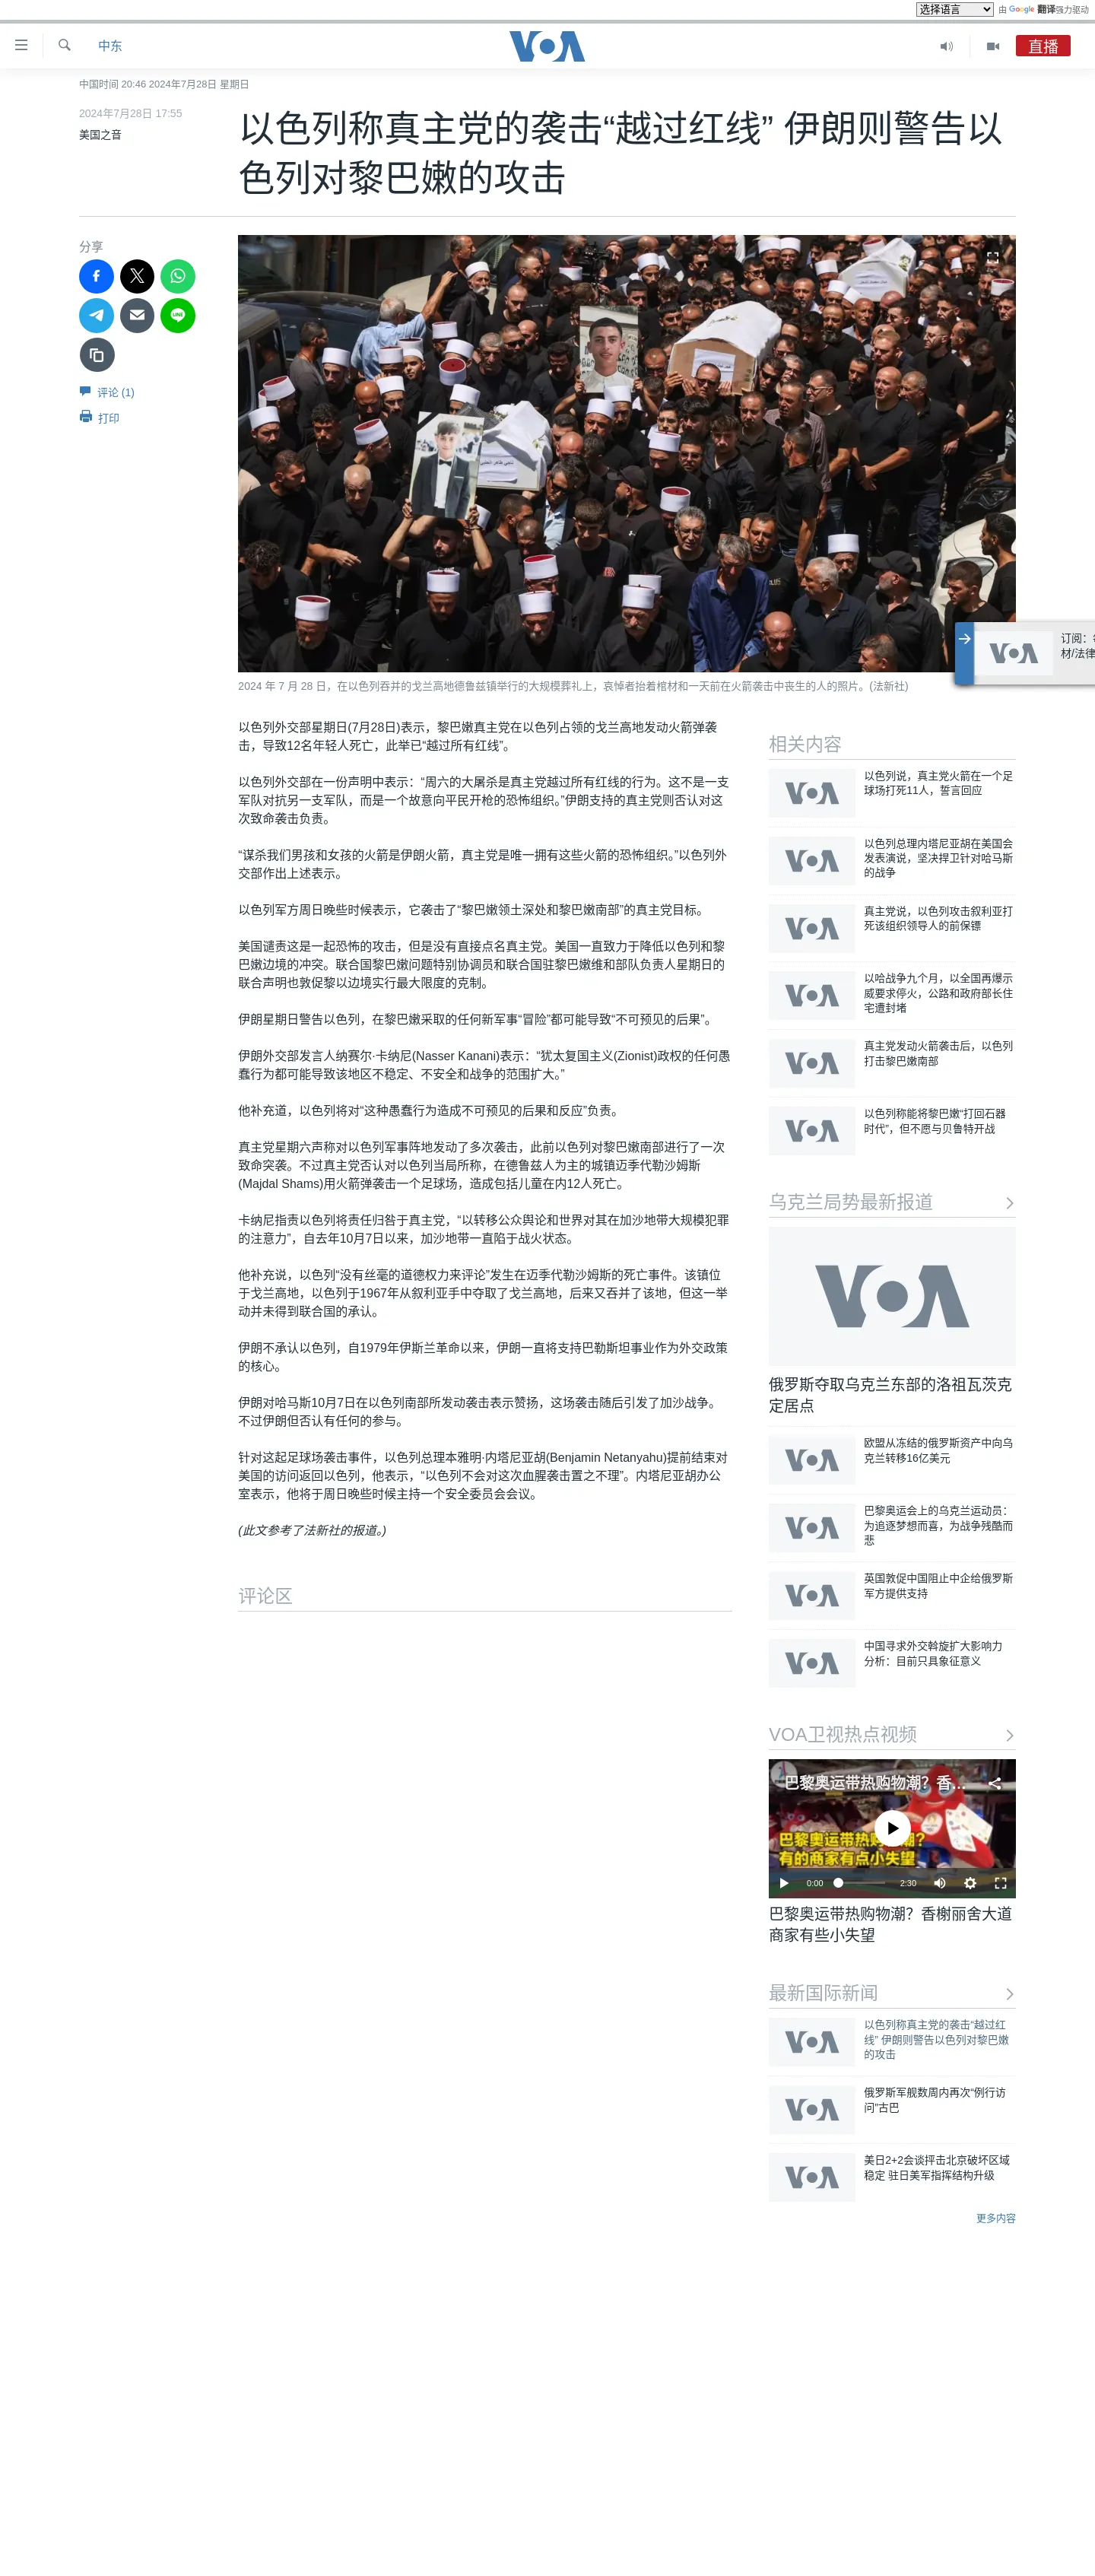 选择语言 由 Google 翻译强力驱动
中东
VOA
直播
中国时间 20:46 2024年7月28日 星期日
2024年7月28日 17:55
美国之音
以色列称真主党的袭击“越过红线” 伊朗则警告以
色列对黎巴嫩的攻击
分享
评论 (1)
打印
VOA
订阅：
材/法律
2024 年 7 月 28 日，在以色列吞并的戈兰高地德鲁兹镇举行的大规模葬礼上，哀悼者抬着棺材和一天前在火箭袭击中丧生的人的照片。(法新社)
以色列外交部星期日(7月28日)表示，黎巴嫩真主党在以色列占领的戈兰高地发动火箭弹袭
击，导致12名年轻人死亡，此举已“越过所有红线”。
以色列外交部在一份声明中表示：“周六的大屠杀是真主党越过所有红线的行为。这不是一支
军队对抗另一支军队，而是一个故意向平民开枪的恐怖组织。”伊朗支持的真主党则否认对这
次致命袭击负责。
“谋杀我们男孩和女孩的火箭是伊朗火箭，真主党是唯一拥有这些火箭的恐怖组织。”以色列外
交部作出上述表示。
以色列军方周日晚些时候表示，它袭击了“黎巴嫩领土深处和黎巴嫩南部”的真主党目标。
美国谴责这是一起恐怖的攻击，但是没有直接点名真主党。美国一直致力于降低以色列和黎
巴嫩边境的冲突。联合国黎巴嫩问题特别协调员和联合国驻黎巴嫩维和部队负责人星期日的
联合声明也敦促黎以边境实行最大限度的克制。
伊朗星期日警告以色列，在黎巴嫩采取的任何新军事“冒险”都可能导致“不可预见的后果”。
伊朗外交部发言人纳赛尔·卡纳尼(Nasser Kanani)表示：“犹太复国主义(Zionist)政权的任何愚
蠢行为都可能导致该地区不稳定、不安全和战争的范围扩大。”
他补充道，以色列将对“这种愚蠢行为造成不可预见的后果和反应”负责。
真主党星期六声称对以色列军事阵地发动了多次袭击，此前以色列对黎巴嫩南部进行了一次
致命突袭。不过真主党否认对以色列当局所称，在德鲁兹人为主的城镇迈季代勒沙姆斯
(Majdal Shams)用火箭弹袭击一个足球场，造成包括儿童在内12人死亡。
卡纳尼指责以色列将责任归咎于真主党，“以转移公众舆论和世界对其在加沙地带大规模犯罪
的注意力”，自去年10月7日以来，加沙地带一直陷于战火状态。
他补充说，以色列“没有丝毫的道德权力来评论”发生在迈季代勒沙姆斯的死亡事件。该镇位
于戈兰高地，以色列于1967年从叙利亚手中夺取了戈兰高地，后来又吞并了该地，但这一举
动并未得到联合国的承认。
伊朗不承认以色列，自1979年伊斯兰革命以来，伊朗一直将支持巴勒斯坦事业作为外交政策
的核心。
伊朗对哈马斯10月7日在以色列南部所发动袭击表示赞扬，这场袭击随后引发了加沙战争。
不过伊朗但否认有任何的参与。
针对这起足球场袭击事件，以色列总理本雅明·内塔尼亚胡(Benjamin Netanyahu)提前结束对
美国的访问返回以色列，他表示，“以色列不会对这次血腥袭击置之不理”。内塔尼亚胡办公
室表示，他将于周日晚些时候主持一个安全委员会会议。
(此文参考了法新社的报道。)
评论区
相关内容
VOA
以色列说，真主党火箭在一个足
球场打死11人，誓言回应
VOA
以色列总理内塔尼亚胡在美国会
发表演说，坚决捍卫针对哈马斯
的战争
VOA
真主党说，以色列攻击叙利亚打
死该组织领导人的前保镖
VOA
以哈战争九个月，以全国再爆示
威要求停火，公路和政府部长住
宅遭封堵
VOA
真主党发动火箭袭击后，以色列
打击黎巴嫩南部
VOA
以色列称能将黎巴嫩“打回石器
时代”，但不愿与贝鲁特开战
乌克兰局势最新报道
VOA
俄罗斯夺取乌克兰东部的洛祖瓦茨克
定居点
VOA
欧盟从冻结的俄罗斯资产中向乌
克兰转移16亿美元
VOA
巴黎奥运会上的乌克兰运动员：
为追逐梦想而喜，为战争残酷而
悲
VOA
英国敦促中国阻止中企给俄罗斯
军方提供支持
VOA
中国寻求外交斡旋扩大影响力
分析：目前只具象征意义
VOA卫视热点视频
巴黎奥运带热购物潮？香...
巴黎奥运带热购物潮？
有的商家有点小失望
0:00 2:30
巴黎奥运带热购物潮？香榭丽舍大道
商家有些小失望
最新国际新闻
VOA
以色列称真主党的袭击“越过红
线” 伊朗则警告以色列对黎巴嫩
的攻击
VOA
俄罗斯军舰数周内再次“例行访
问”古巴
VOA
美日2+2会谈抨击北京破坏区域
稳定 驻日美军指挥结构升级
更多内容